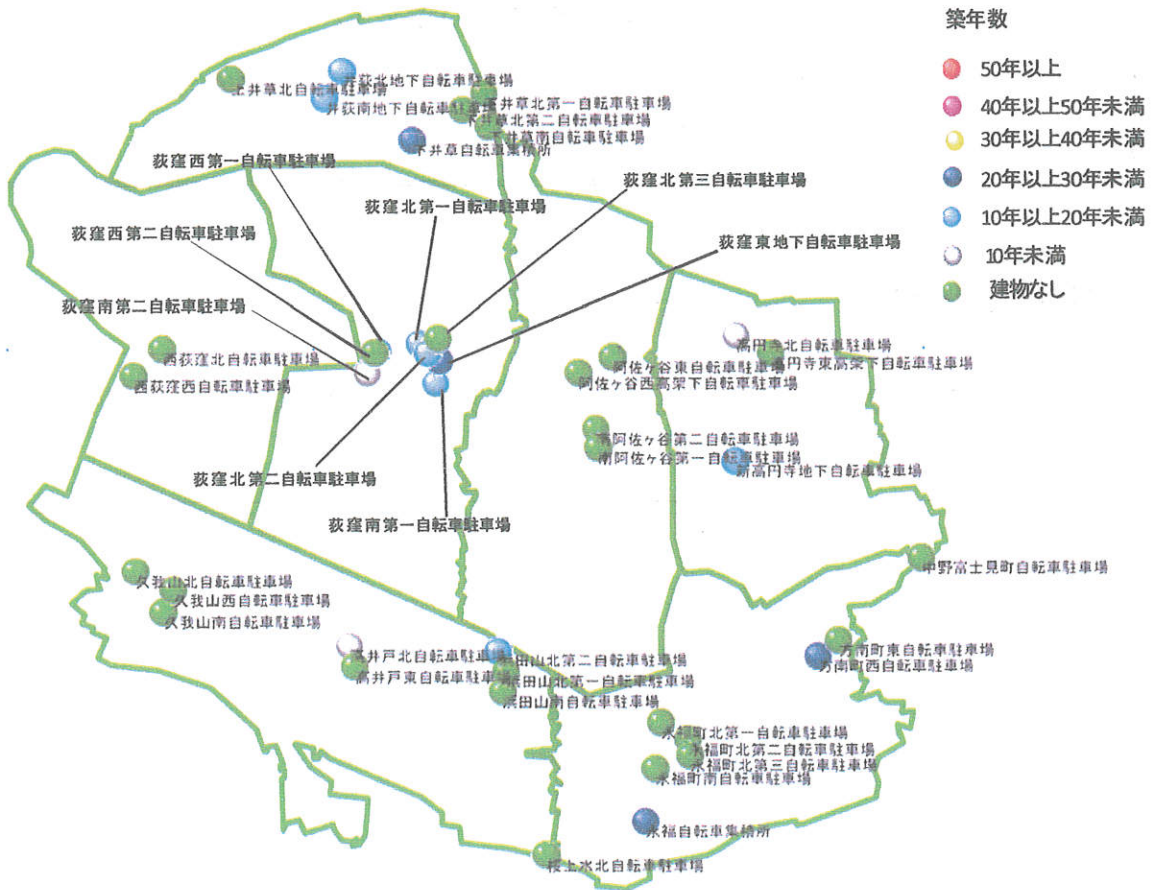 築年数
50年以上
40年以上50年未満
30年以上40年未満
20年以上30年未満
10年以上20年未満
10年未満
建物なし
井荻北地下自転車駐車場
上井草北自転車駐車場
井荻南地下自転車駐車場
下井草北第一自転車駐車場
下井草北第二自転車駐車場
下井草南自転車駐車場
下井草自転車集積所
荻窪西第一自転車駐車場
荻窪北第三自転車駐車場
荻窪北第一自転車駐車場
荻窪西第二自転車駐車場
荻窪東地下自転車駐車場
荻窪南第二自転車駐車場
西荻窪北自転車駐車場
西荻窪西自転車駐車場
高円寺北自転車駐車場
高円寺東高架下自転車駐車場
阿佐ヶ谷東自転車駐車場
阿佐ヶ谷西高架下自転車駐車場
南阿佐ヶ谷第二自転車駐車場
南阿佐ヶ谷第一自転車駐車場
新高円寺地下自転車駐車場
荻窪北第二自転車駐車場
荻窪南第一自転車駐車場
中野富士見町自転車駐車場
久我山北自転車駐車場
久我山西自転車駐車場
久我山南自転車駐車場
方南町東自転車駐車場
方南町西自転車駐車場
高井戸北自転車駐車場
高井戸東自転車駐車場
浜田山北第二自転車駐車場
浜田山北第一自転車駐車場
浜田山南自転車駐車場
永福町北第一自転車駐車場
永福町北第二自転車駐車場
永福町北第三自転車駐車場
永福町南自転車駐車場
永福自転車集積所
桜上水北自転車駐車場